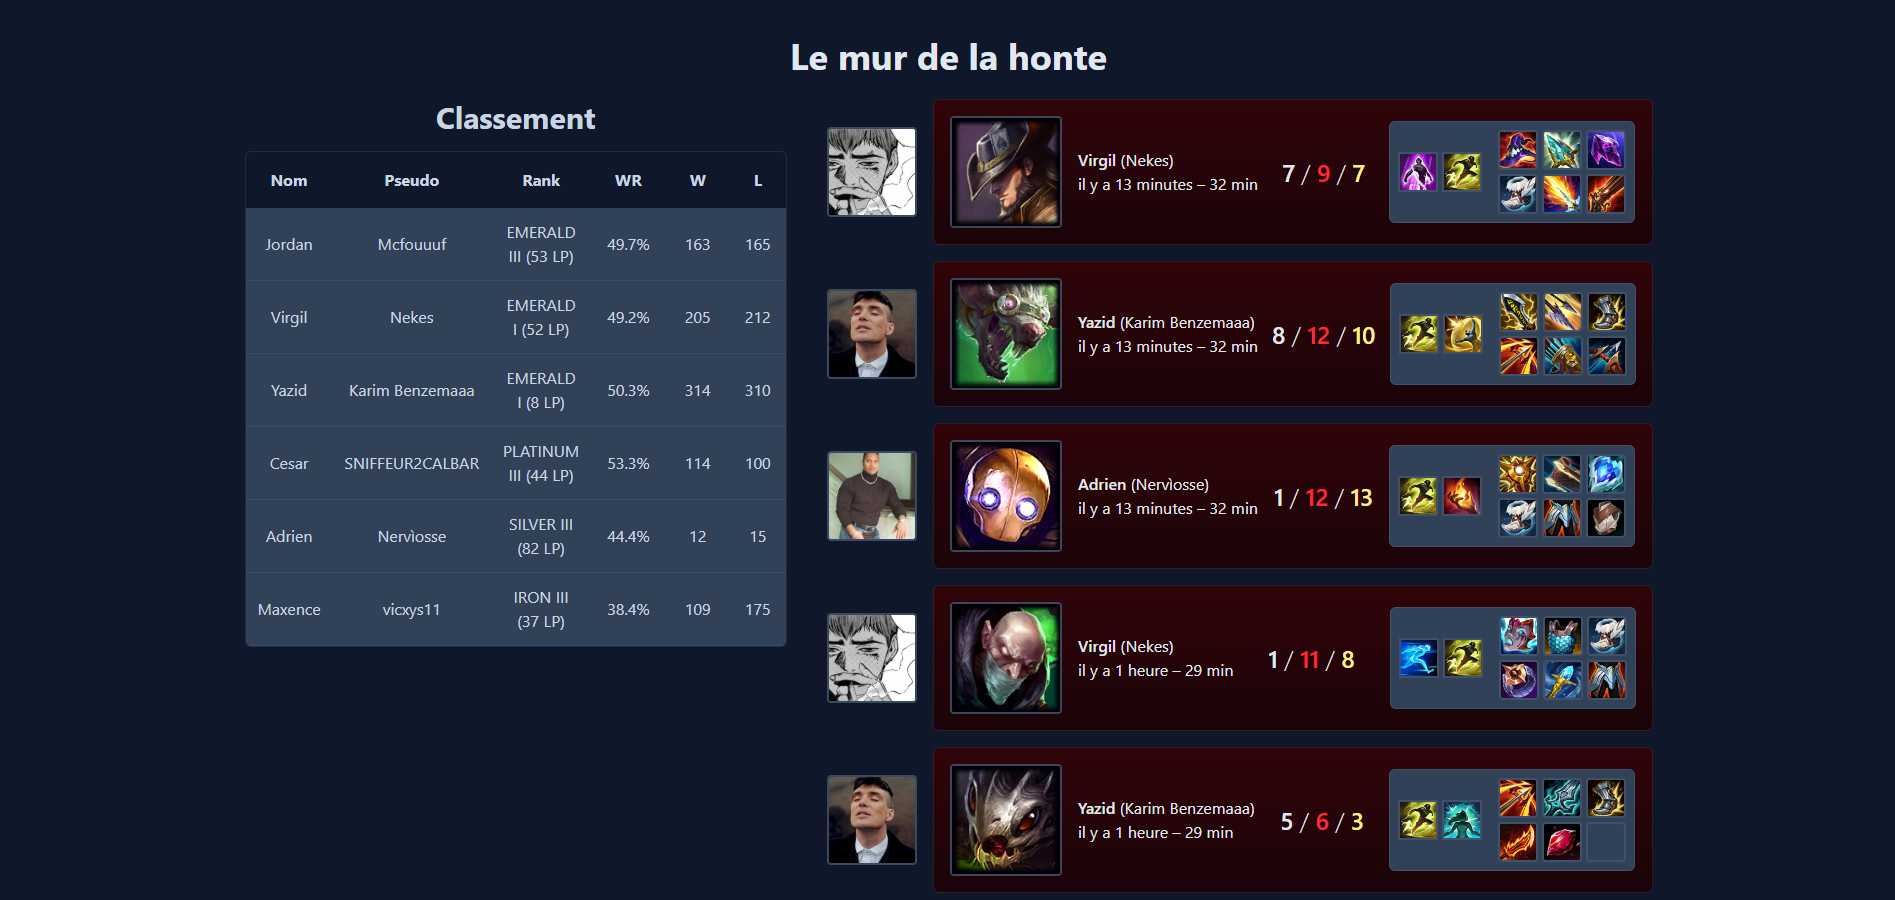 Le mur de la honte
Classement
Nom Pseudo Rank WR W L
Jordan Mcfouuuf EMERALD III (53 LP) 49.7% 163 165
Virgil Nekes EMERALD I (52 LP) 49.2% 205 212
Yazid Karim Benzemaaa EMERALD I (8 LP) 50.3% 314 310
Cesar SNIFFEUR2CALBAR PLATINUM III (44 LP) 53.3% 114 100
Adrien Nervìosse SILVER III (82 LP) 44.4% 12 15
Maxence vicxys11 IRON III (37 LP) 38.4% 109 175
Virgil (Nekes)
il y a 13 minutes – 32 min
7 / 9 / 7
Yazid (Karim Benzemaaa)
il y a 13 minutes – 32 min
8 / 12 / 10
Adrien (Nervìosse)
il y a 13 minutes – 32 min
1 / 12 / 13
Virgil (Nekes)
il y a 1 heure – 29 min
1 / 11 / 8
Yazid (Karim Benzemaaa)
il y a 1 heure – 29 min
5 / 6 / 3